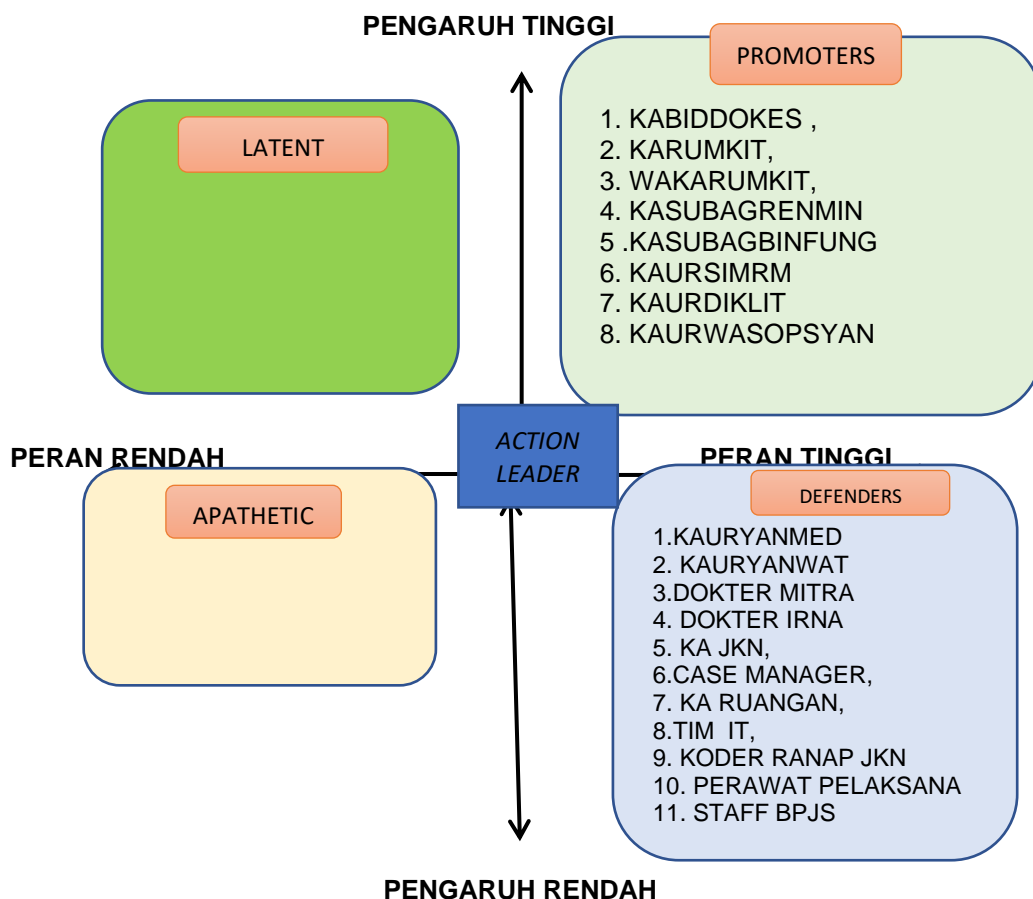 PENGARUH TINGGI
PROMOTERS
1. KABIDDOKES ,
2. KARUMKIT,
3. WAKARUMKIT,
4. KASUBAGRENMIN
5 .KASUBAGBINFUNG
6. KAURSIMRM
7. KAURDIKLIT
8. KAURWASOPSYAN
LATENT
ACTION
LEADER
PERAN RENDAH
PERAN TINGGI
APATHETIC
DEFENDERS
1.KAURYANMED
2. KAURYANWAT
3.DOKTER MITRA
4. DOKTER IRNA
5. KA JKN,
6.CASE MANAGER,
7. KA RUANGAN,
8.TIM IT,
9. KODER RANAP JKN
10. PERAWAT PELAKSANA
11. STAFF BPJS
PENGARUH RENDAH